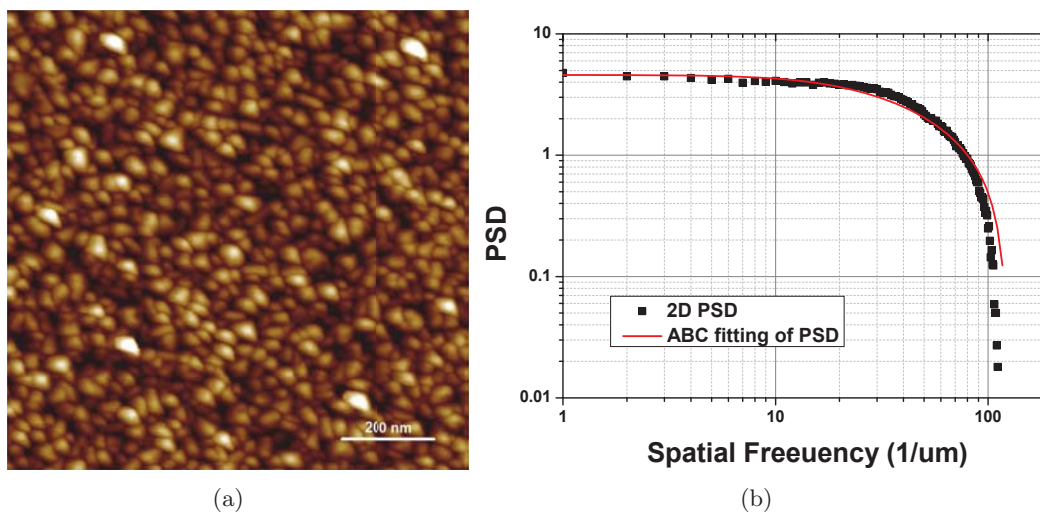 200 nm
(a)
10
1
0.1
0.01
PSD
2D PSD
ABC fitting of PSD
1
10
100
Spatial Freeuency (1/um)
(b)